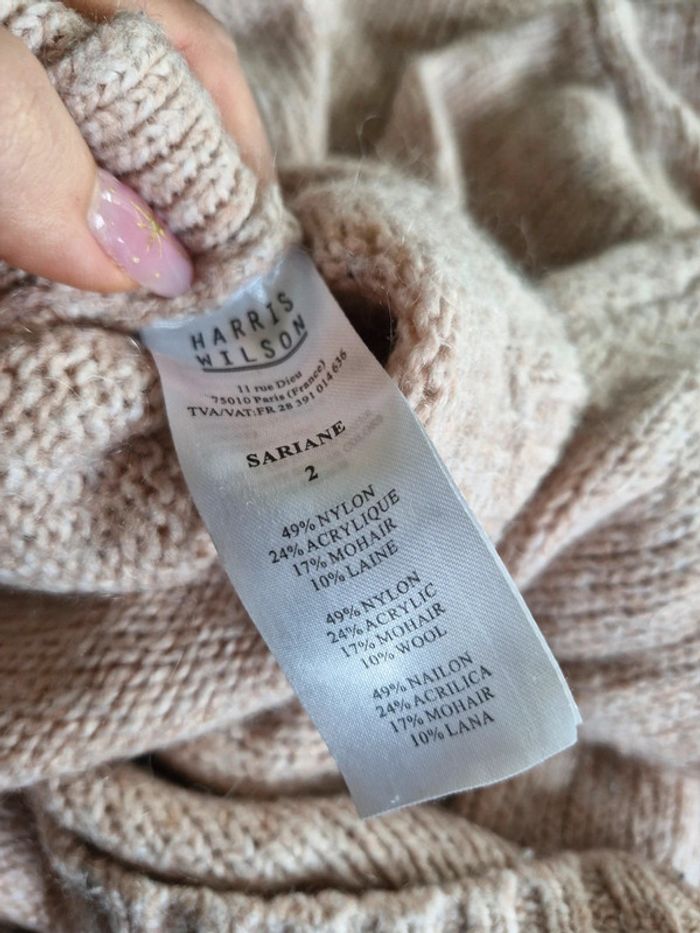 HARRIS
WILSON
11 rue Dieu
75010 Paris (France)
TVA/VAT:FR 28 391 014 636
SARIANE
2
49% NYLON
24% ACRYLIQUE
17% MOHAIR
10% LAINE
49% NYLON
24% ACRYLIC
17% MOHAIR
10% WOOL
49% NAILON
24% ACRILICA
17% MOHAIR
10% LANA